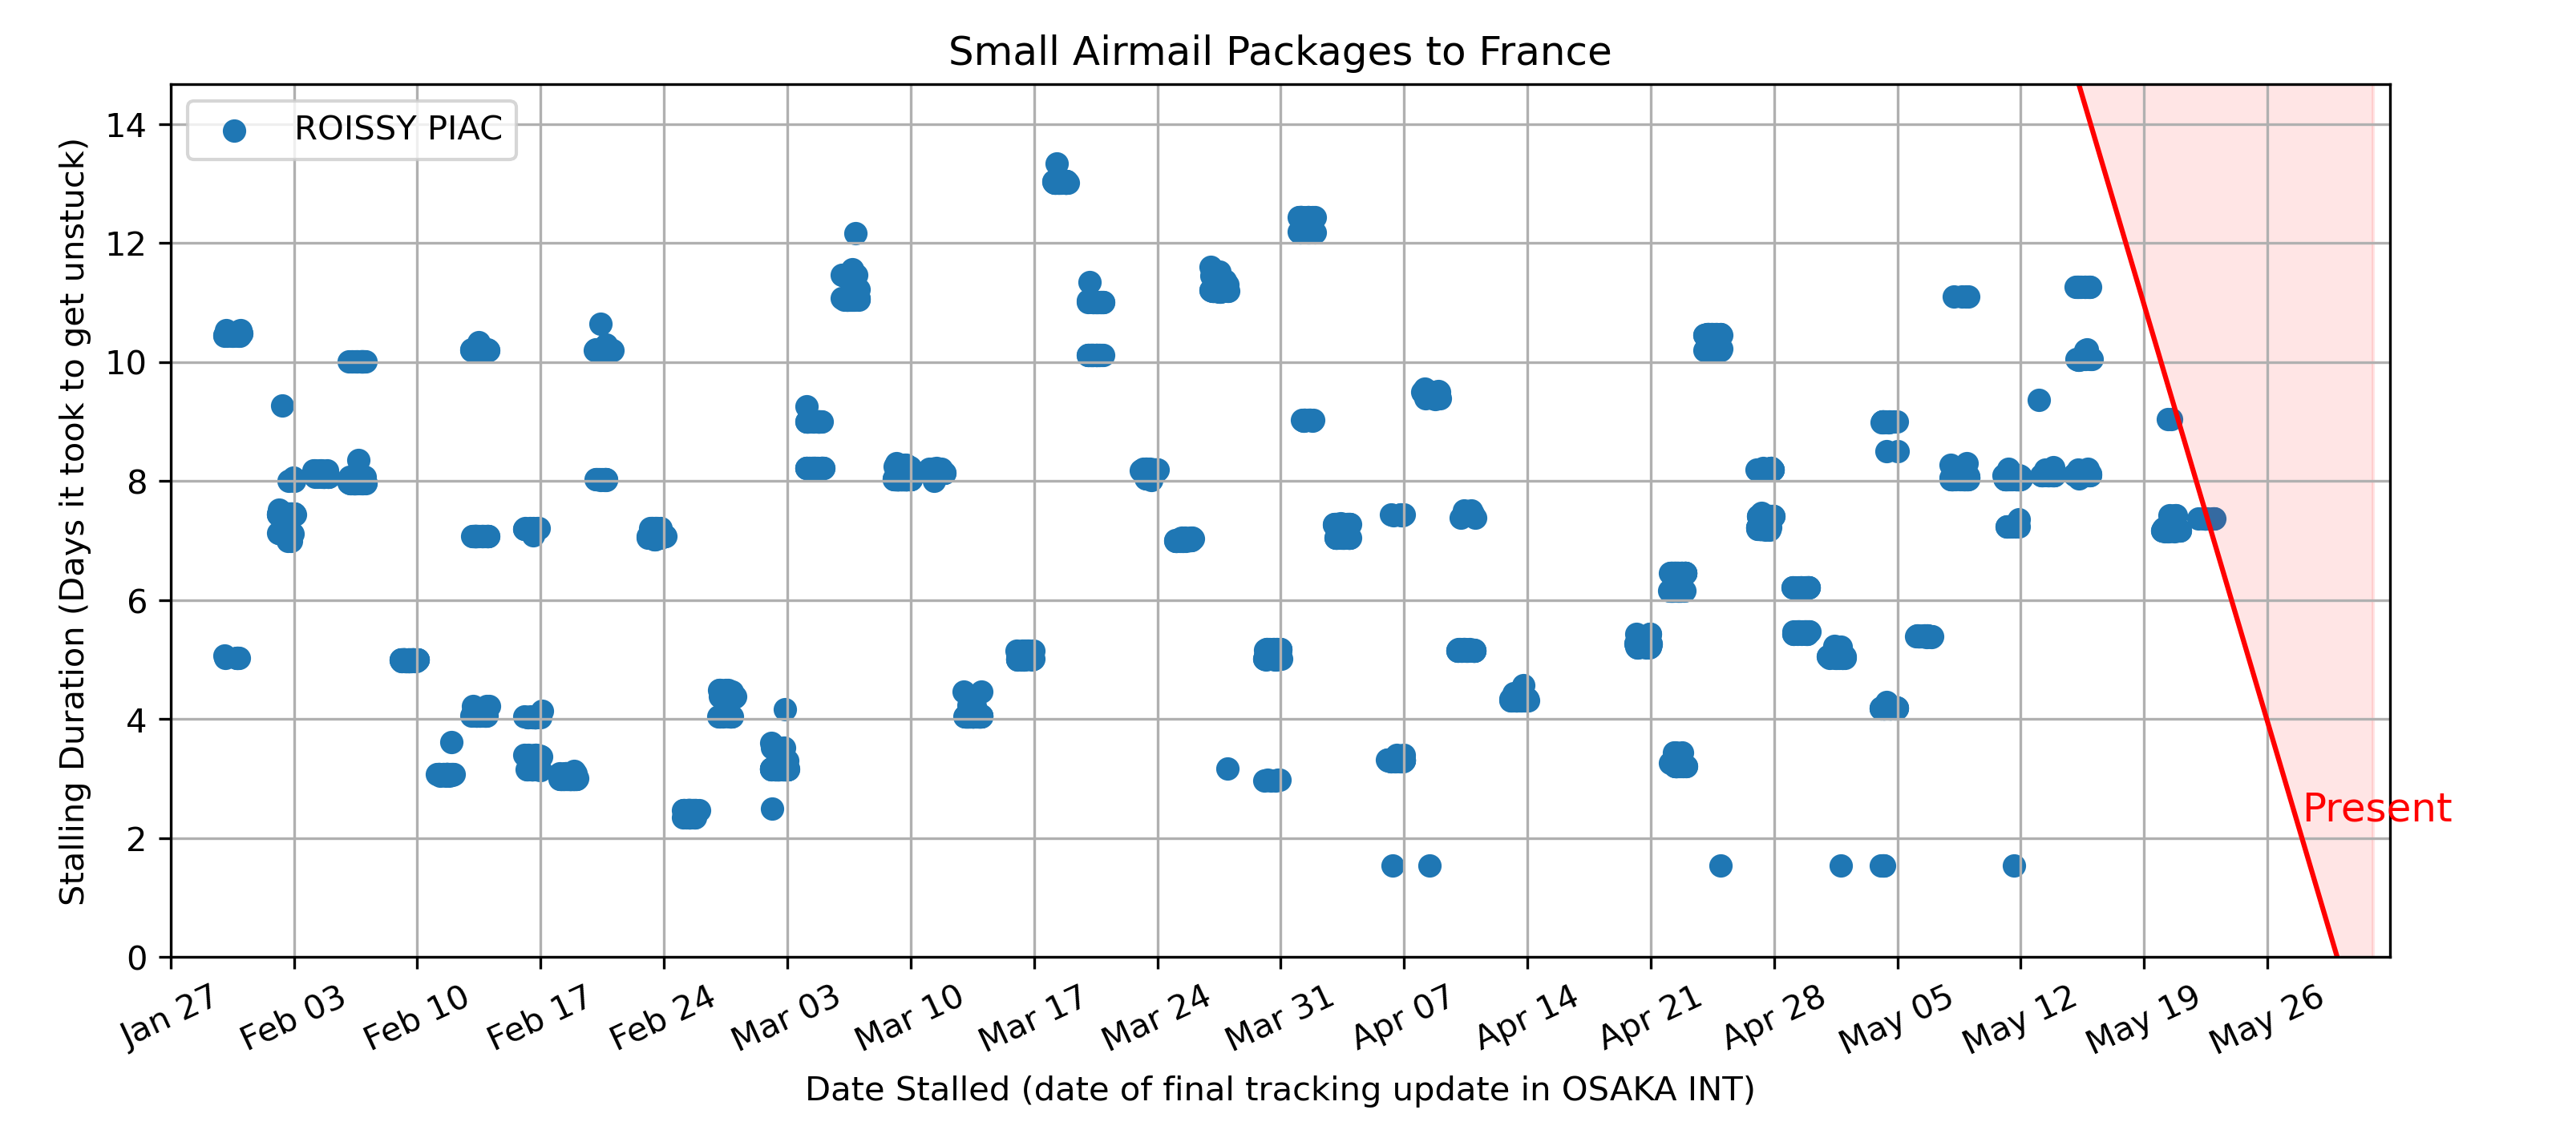 Small Airmail Packages to France
ROISSY PIAC
Stalling Duration (Days it took to get unstuck)
14
12
10
8
6
4
2
0
Present
Jan 27
Feb 03
Feb 10
Feb 17
Feb 24
Mar 03
Mar 10
Mar 17
Mar 24
Mar 31
Apr 07
Apr 14
Apr 21
Apr 28
May 05
May 12
May 19
May 26
Date Stalled (date of final tracking update in OSAKA INT)